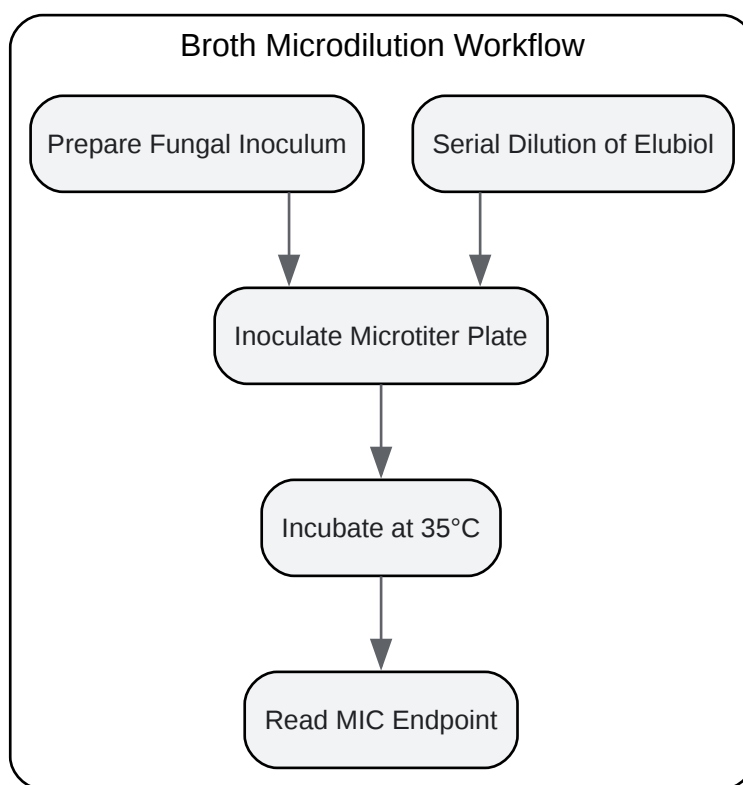 Broth Microdilution Workflow
Prepare Fungal Inoculum
Serial Dilution of Elubiol
Inoculate Microtiter Plate
Incubate at 35°C
Read MIC Endpoint